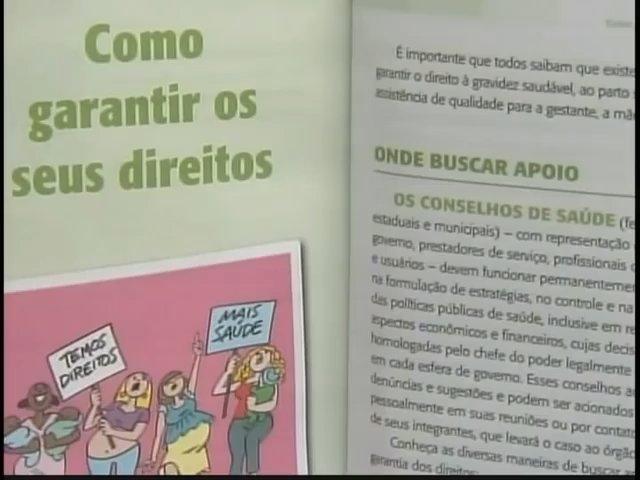 Como
garantir os
seus direitos
TEMOS
DIREITOS
MAIS
SAÚDE
É importante que todos saibam que existe
garantir o direito à gravidez saudável, ao parto
assistência de qualidade para a gestante, a mã
ONDE BUSCAR APOIO
OS CONSELHOS DE SAÚDE (fe
estaduais e municipais) – com representação
governo, prestadores de serviço, profissionais
e usuários – devem funcionar permanenteme
na formulação de estratégias, no controle e na
das políticas públicas de saúde, inclusive em re
aspectos econômicos e financeiros, cujas decis
homologadas pelo chefe do poder legalmente
em cada esfera de governo. Esses conselhos a
denúncias e sugestões e podem ser acionados
pessoalmente em suas reuniões ou por contat
de seus integrantes, que levará o caso ao órgão
Conheça as diversas maneiras de buscar
garantia dos direitos